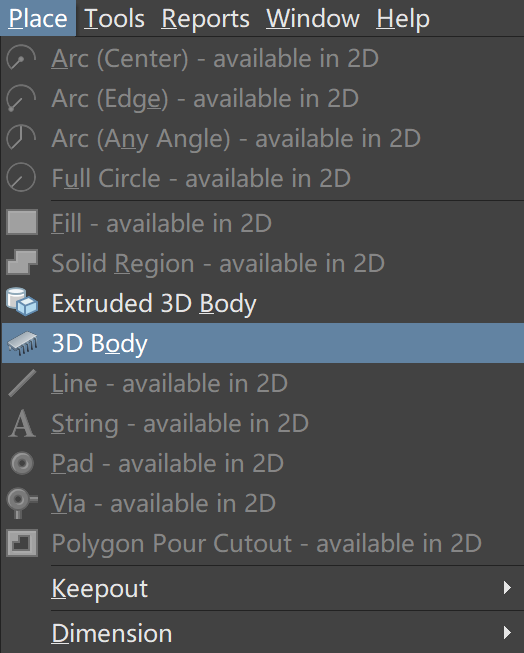 Place Tools Reports Window Help
Arc (Center) - available in 2D
Arc (Edge) - available in 2D
Arc (Any Angle) - available in 2D
Full Circle - available in 2D
Fill - available in 2D
Solid Region - available in 2D
Extruded 3D Body
3D Body
Line - available in 2D
String - available in 2D
Pad - available in 2D
Via - available in 2D
Polygon Pour Cutout - available in 2D
Keepout
Dimension